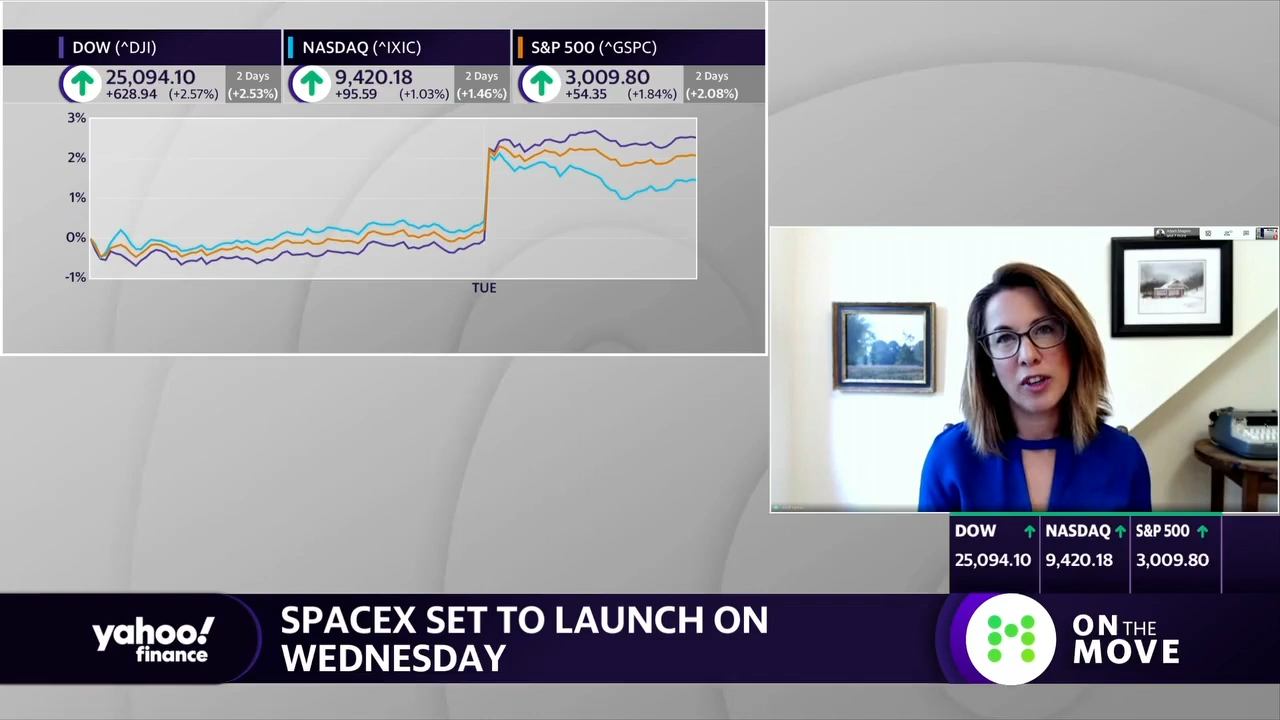 DOW (^DJI)
25,094.10
+628.94 (+2.57%)
2 Days
(+2.53%)
NASDAQ (^IXIC)
9,420.18
+95.59 (+1.03%)
2 Days
(+1.46%)
S&P 500 (^GSPC)
3,009.80
+54.35 (+1.84%)
2 Days
(+2.08%)
3%
2%
1%
0%
-1%
TUE
DOW
25,094.10
NASDAQ
9,420.18
S&P 500
3,009.80
yahoo!
finance
SPACEX SET TO LAUNCH ON
WEDNESDAY
ON THE
MOVE